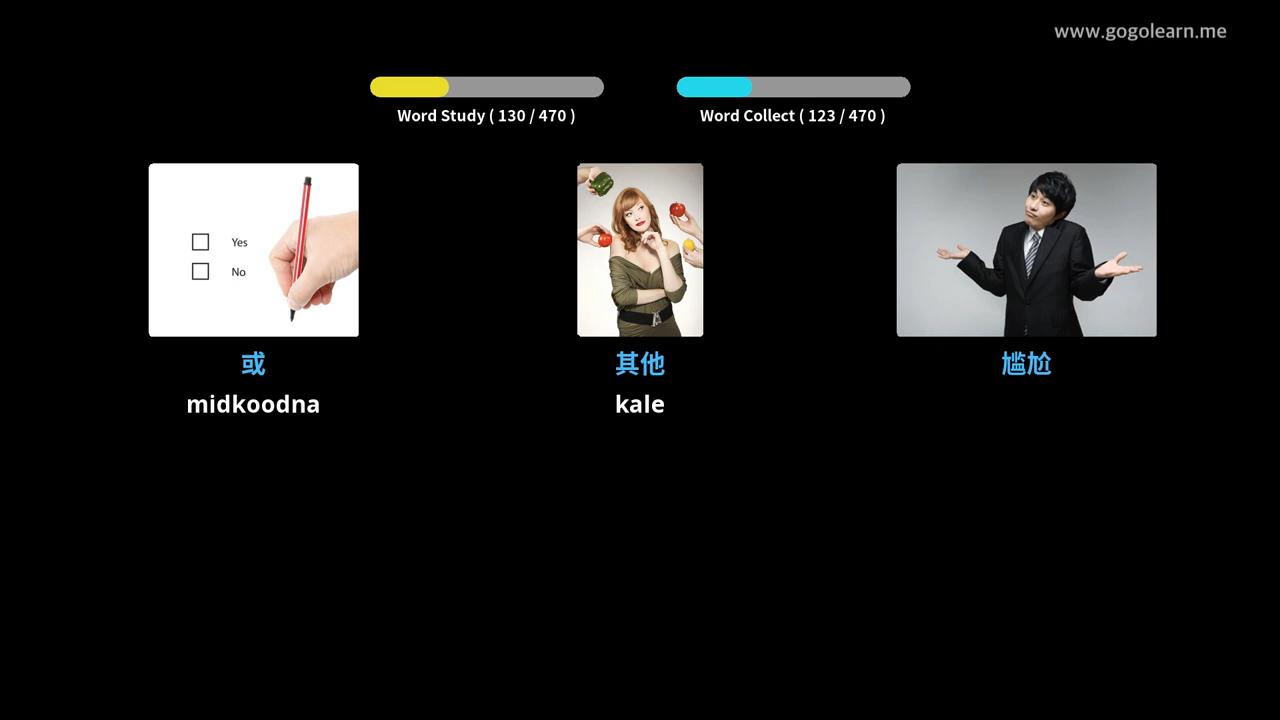 www.gogolearn.me
Word Study ( 130 / 470 )
Word Collect ( 123 / 470 )
Yes
No
或
其他
尴尬
midkoodna
kale